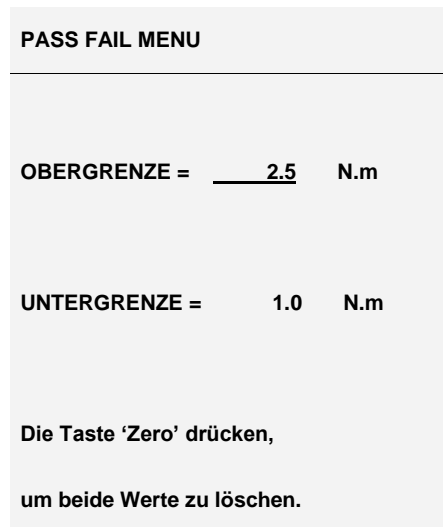 PASS FAIL MENU
OBERGRENZE = 2.5 N.m
UNTERGRENZE = 1.0 N.m
Die Taste ‘Zero’ drücken,
um beide Werte zu löschen.